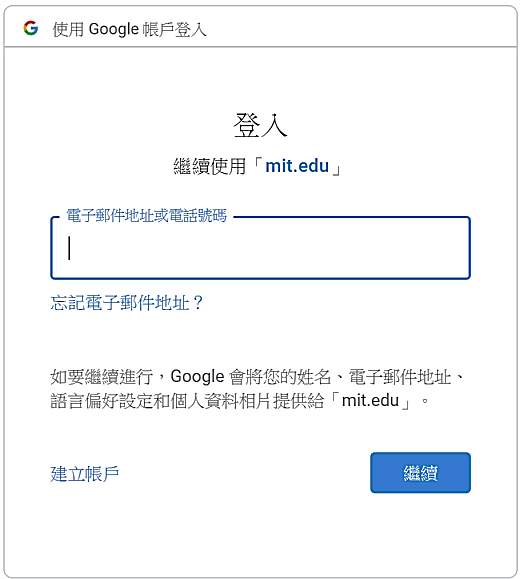 使用 Google 帳戶登入
登入
繼續使用「mit.edu」
電子郵件地址或電話號碼
忘記電子郵件地址？
如要繼續進行，Google 會將您的姓名、電子郵件地址、
語言偏好設定和個人資料相片提供給「mit.edu」。
建立帳戶
繼續